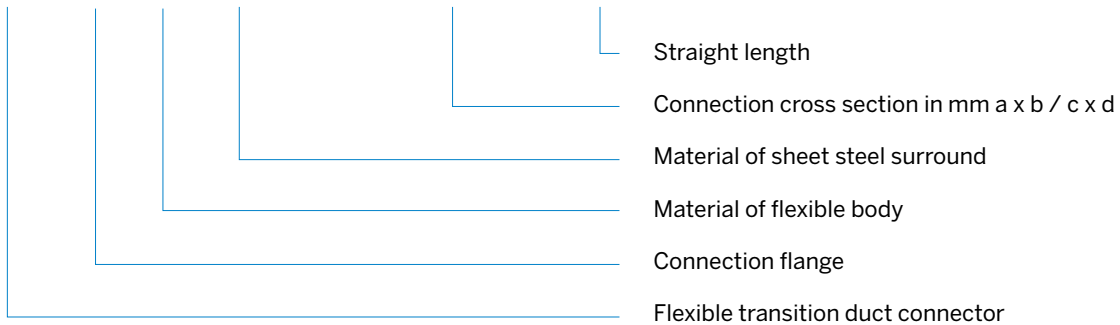 Straight length
Connection cross section in mm a x b / c x d
Material of sheet steel surround
Material of flexible body
Connection flange
Flexible transition duct connector